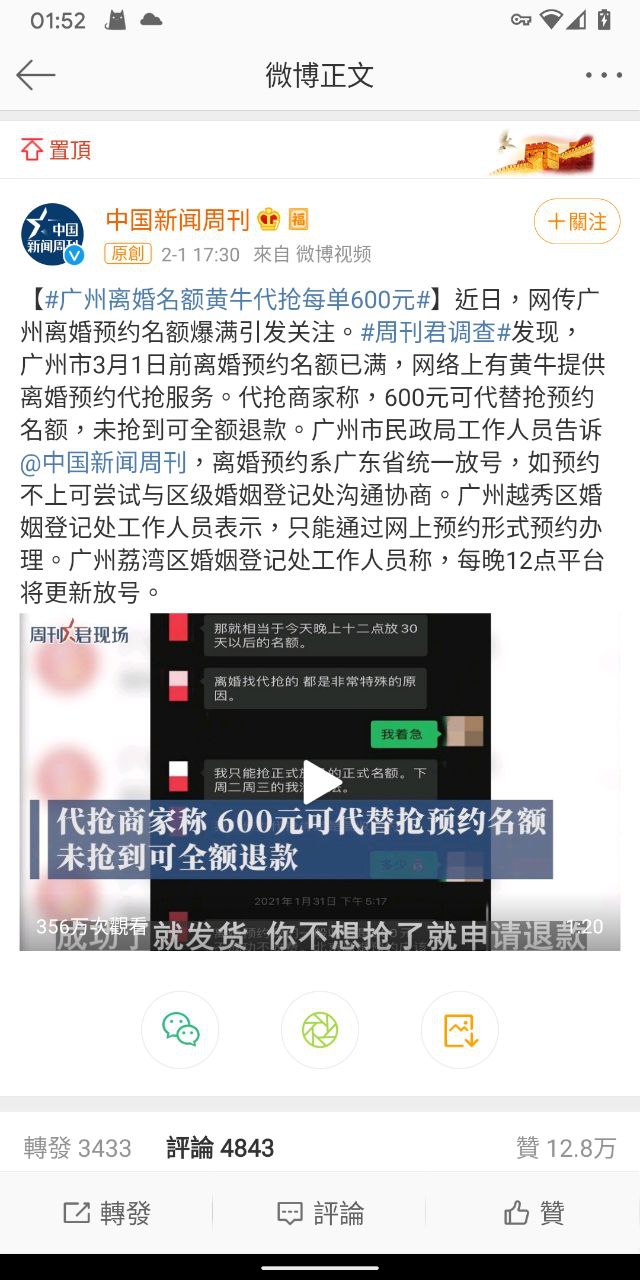 01:52
微博正文
置頂
中国新闻周刊
福
+關注
中国
新闻周刊
原創 2-1 17:30 來自 微博视频
【#广州离婚名额黄牛代抢每单600元#】近日，网传广
州离婚预约名额爆满引发关注。#周刊君调查#发现，
广州市3月1日前离婚预约名额已满，网络上有黄牛提供
离婚预约代抢服务。代抢商家称，600元可代替抢预约
名额，未抢到可全额退款。广州市民政局工作人员告诉
@中国新闻周刊，离婚预约系广东省统一放号，如预约
不上可尝试与区级婚姻登记处沟通协商。广州越秀区婚
姻登记处工作人员表示，只能通过网上预约形式预约办
理。广州荔湾区婚姻登记处工作人员称，每晚12点平台
将更新放号。
周刊君现场
那就相当于今天晚上十二点放30
天以后的名额。
离婚找代抢的 都是非常特殊的原
因。
我着急
我只能抢正式 的正式名额。下
周二周三的我
代抢商家称 600元可代替抢预约名额
未抢到可全额退款
2021年1月31日 下午 5:17
356万次觀看
1:20
成功了就发货 你不想抢了就申请退款
轉發 3433
評論 4843
贊 12.8万
轉發
評論
贊